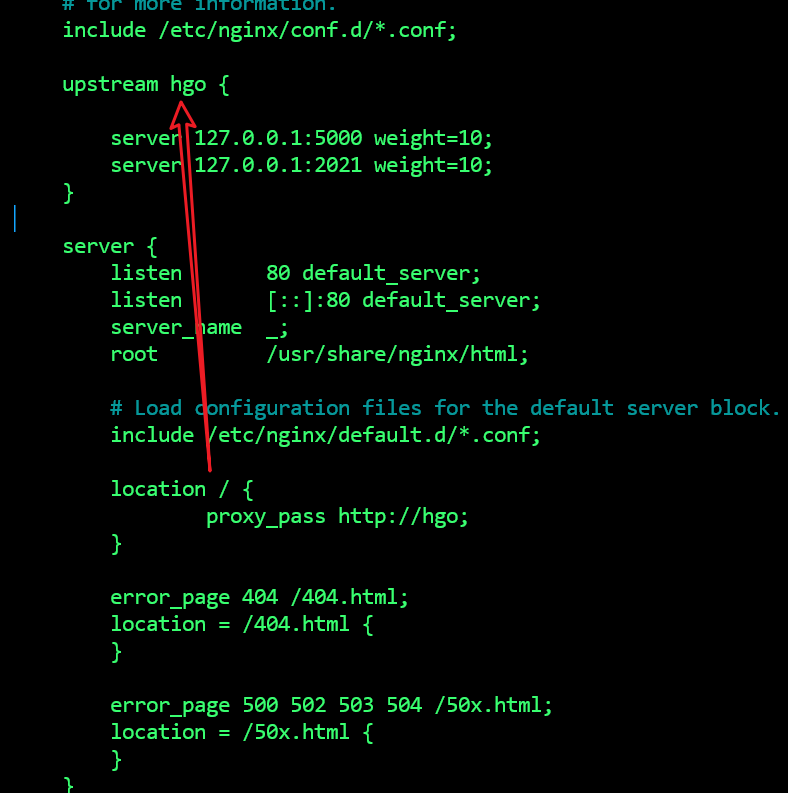 # for more information.
include /etc/nginx/conf.d/*.conf;
upstream hgo {
server 127.0.0.1:5000 weight=10;
server 127.0.0.1:2021 weight=10;
}
server {
listen 80 default_server;
listen [::]:80 default_server;
server_name _;
root /usr/share/nginx/html;
# Load configuration files for the default server block.
include /etc/nginx/default.d/*.conf;
location / {
proxy_pass http://hgo;
}
error_page 404 /404.html;
location = /404.html {
}
error_page 500 502 503 504 /50x.html;
location = /50x.html {
}
}